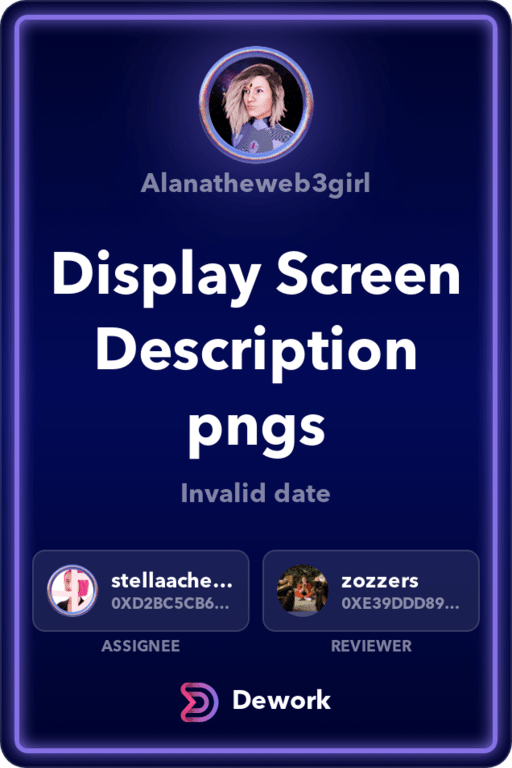 Alanatheweb3girl
Display Screen
Description
pngs
Invalid date
stellaache...
0XD2BC5CB6...
ASSIGNEE
zozzers
0XE39DDD89...
REVIEWER
Dework